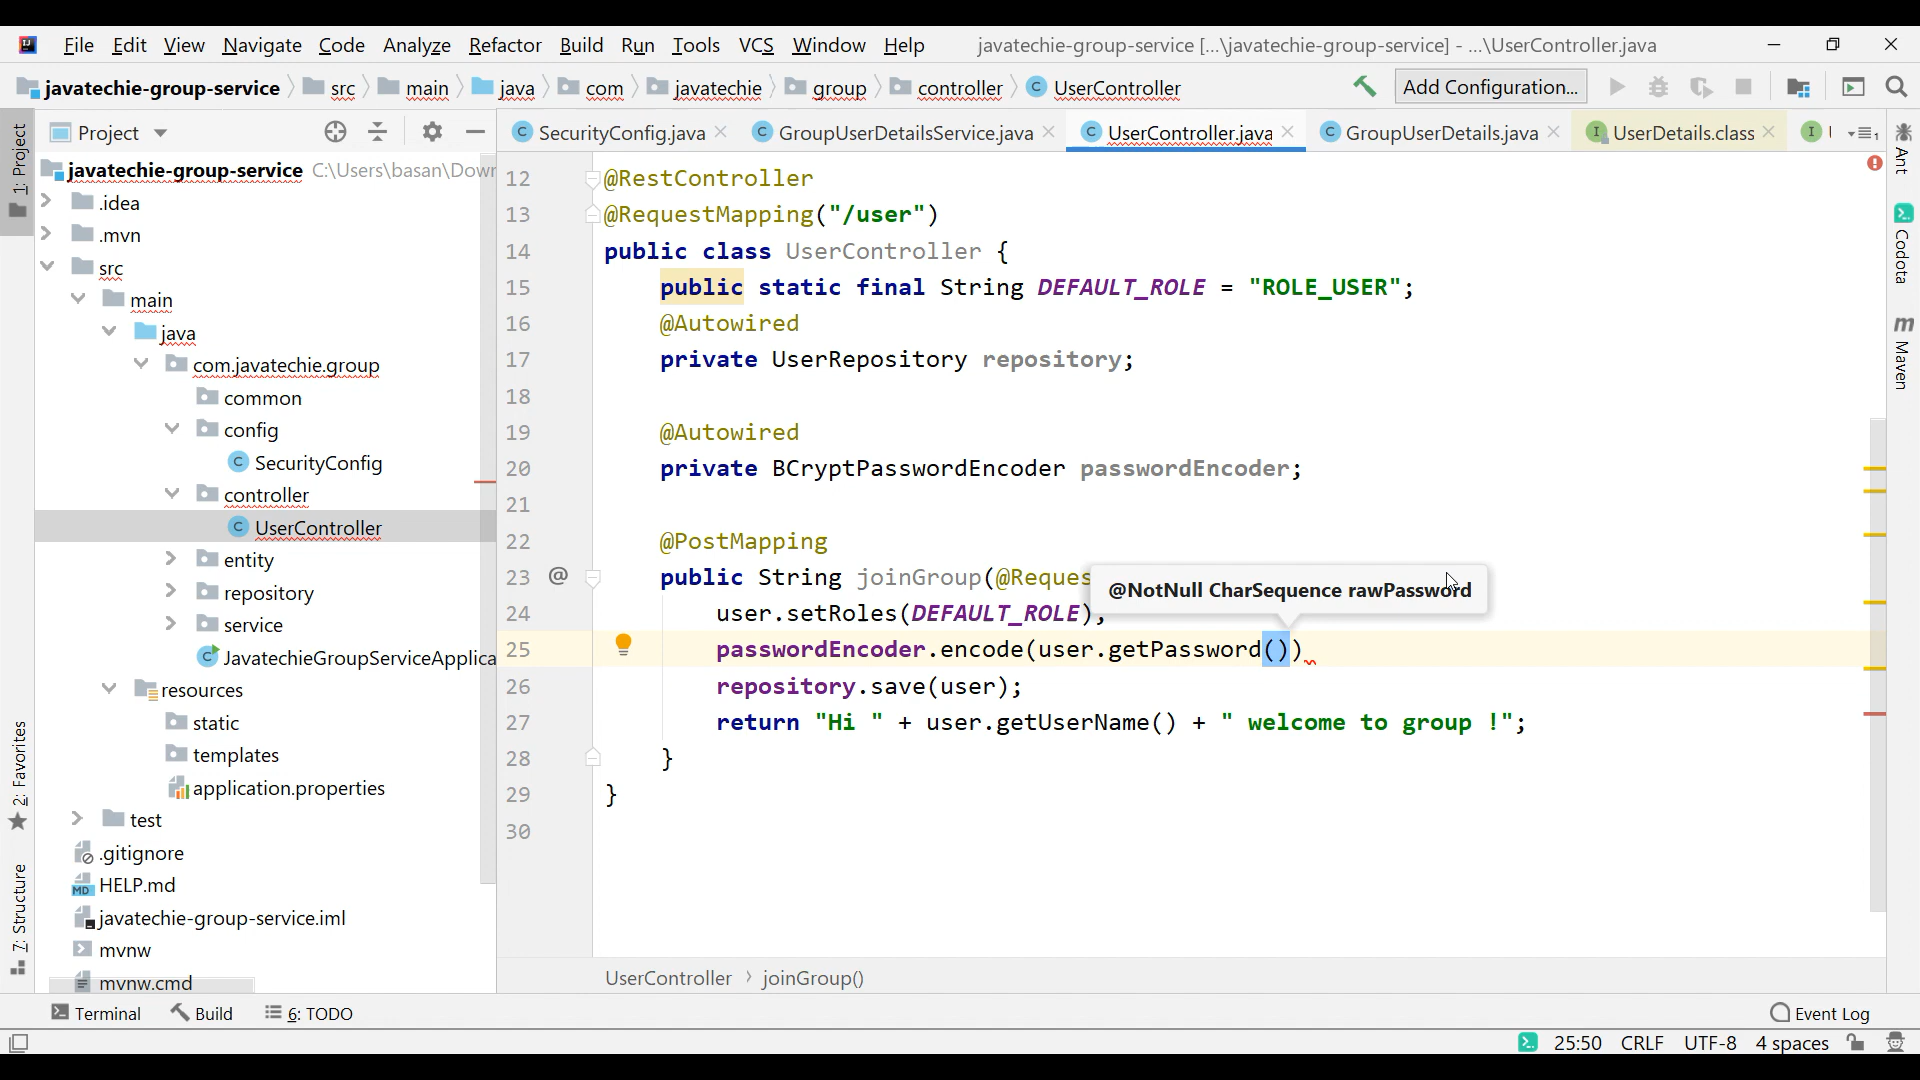 File Edit View Navigate Code Analyze Refactor Build Run Tools VCS Window Help javatechie-group-service [...\javatechie-group-service] - ...\UserController.java
javatechie-group-service src main java com javatechie group controller UserController Add Configuration...
Project
SecurityConfig.java GroupUserDetailsService.java UserController.java GroupUserDetails.java UserDetails.class
1: Project
2: Favorites
7: Structure
javatechie-group-service C:\Users\basan\Dow
.idea
.mvn
src
main
java
com.javatechie.group
common
config
SecurityConfig
controller
UserController
entity
repository
service
JavatechieGroupServiceApplica
resources
static
templates
application.properties
test
.gitignore
HELP.md
javatechie-group-service.iml
mvnw
mvnw.cmd
12 @RestController
13 @RequestMapping("/user")
14 public class UserController {
15 public static final String DEFAULT_ROLE = "ROLE_USER";
16 @Autowired
17 private UserRepository repository;
18
19 @Autowired
20 private BCryptPasswordEncoder passwordEncoder;
21
22 @PostMapping
23 @ public String joinGroup(@Reques
@NotNull CharSequence rawPassword
24 user.setRoles(DEFAULT_ROLE);
25 passwordEncoder.encode(user.getPassword())
26 repository.save(user);
27 return "Hi " + user.getUserName() + " welcome to group !";
28 }
29 }
30
UserController joinGroup()
Ant
Codota
Maven
Terminal Build 6: TODO Event Log
25:50 CRLF UTF-8 4 spaces